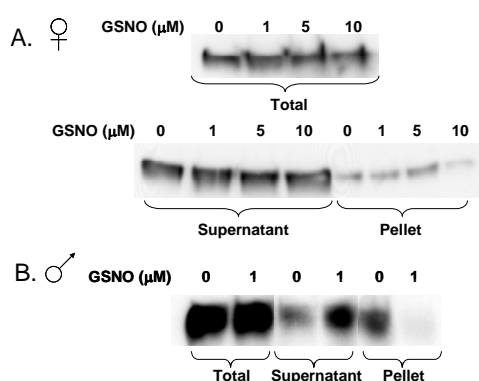 A. ♀ GSNO (μM) 0 1 5 10
Total
GSNO (μM) 0 1 5 10 0 1 5 10
Supernatant Pellet
B. ♂ GSNO (μM) 0 1 0 1 0 1
Total Supernatant Pellet